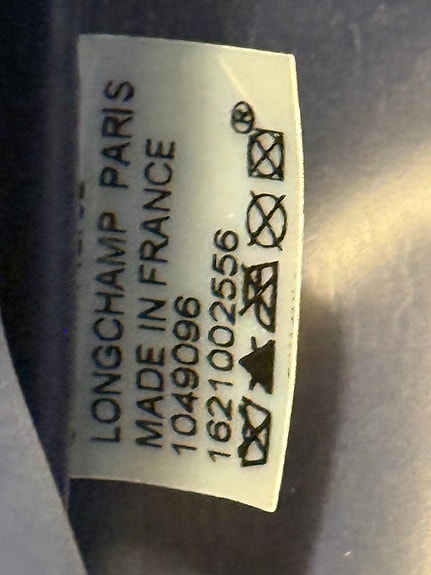 LONGCHAMP PARIS
MADE IN FRANCE
1049096
1621002556
®